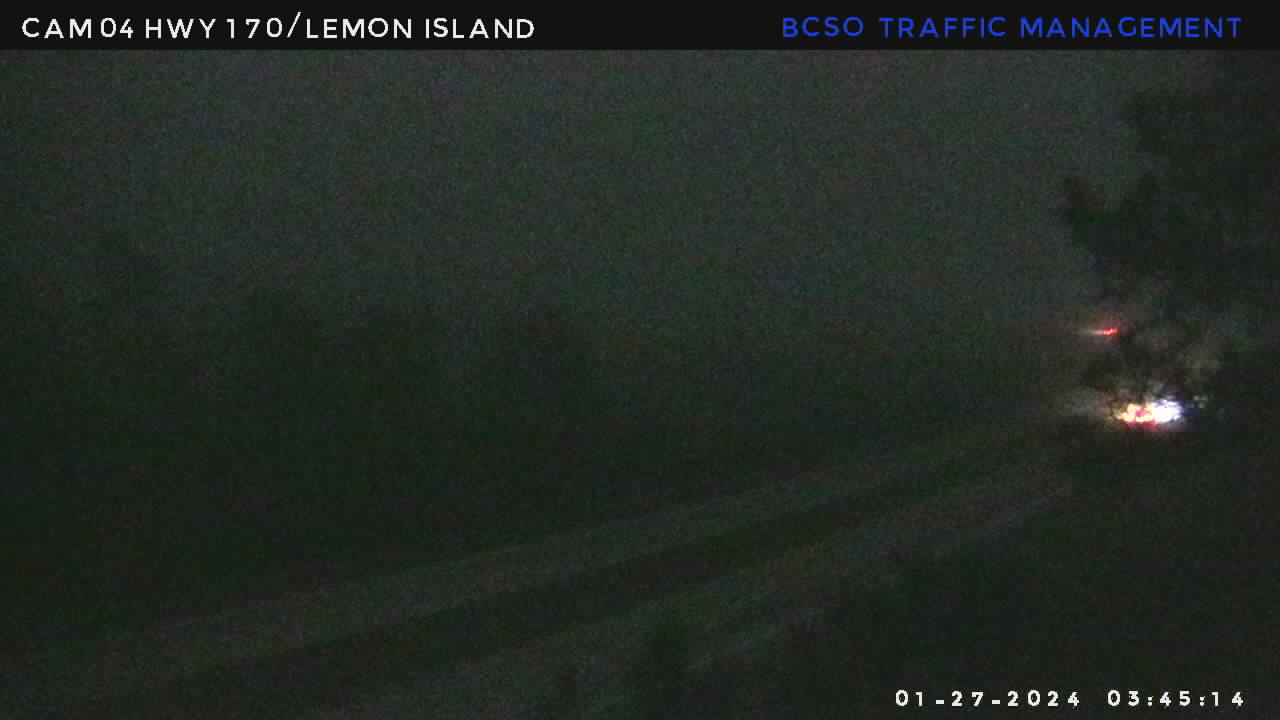 CAM04 HWY 170/LEMON ISLAND
BCSO TRAFFIC MANAGEMENT
01-27-2024 03:45:14